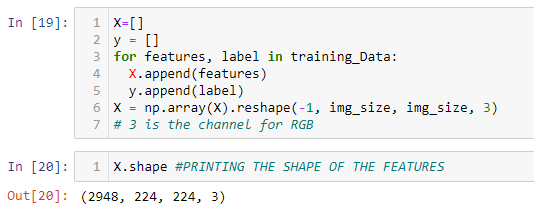 In [19]:
1 X=[]
2 y = []
3 for features, label in training_Data:
4   X.append(features)
5   y.append(label)
6 X = np.array(X).reshape(-1, img_size, img_size, 3)
7 # 3 is the channel for RGB
In [20]:
1 X.shape #PRINTING THE SHAPE OF THE FEATURES
Out[20]: (2948, 224, 224, 3)